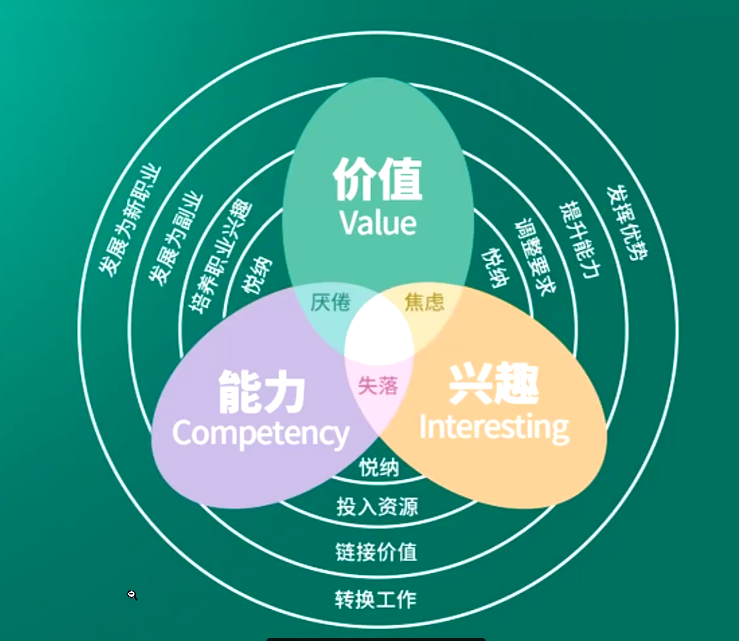 价值
Value
厌倦
焦虑
失落
能力
Competency
兴趣
Interesting
发展为新职业
发展为副业
培养职业兴趣
悦纳
悦纳
调整要求
提升能力
发挥优势
悦纳
投入资源
链接价值
转换工作